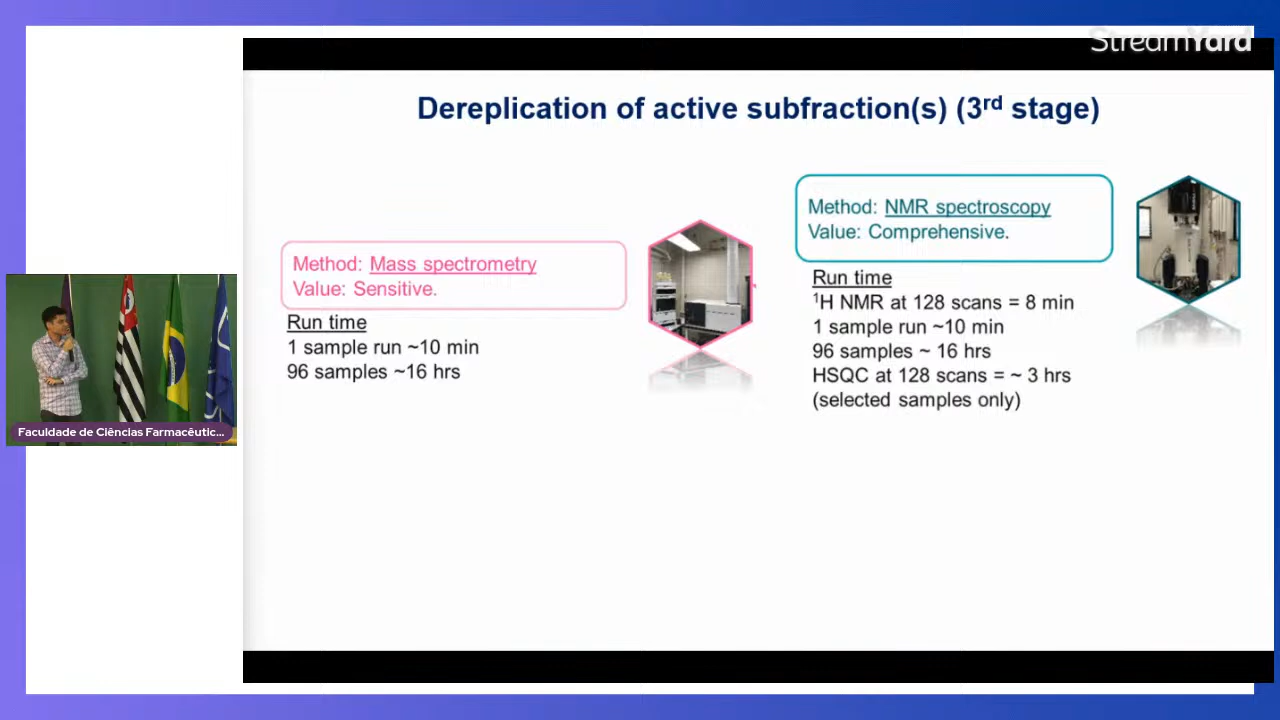 StreamYard
Dereplication of active subfraction(s) (3rd stage)
Method: Mass spectrometry
Value: Sensitive.
Run time
1 sample run ~10 min
96 samples ~16 hrs
Method: NMR spectroscopy
Value: Comprehensive.
Run time
1H NMR at 128 scans = 8 min
1 sample run ~10 min
96 samples ~ 16 hrs
HSQC at 128 scans = ~ 3 hrs
(selected samples only)
Faculdade de Ciências Farmacêutic...